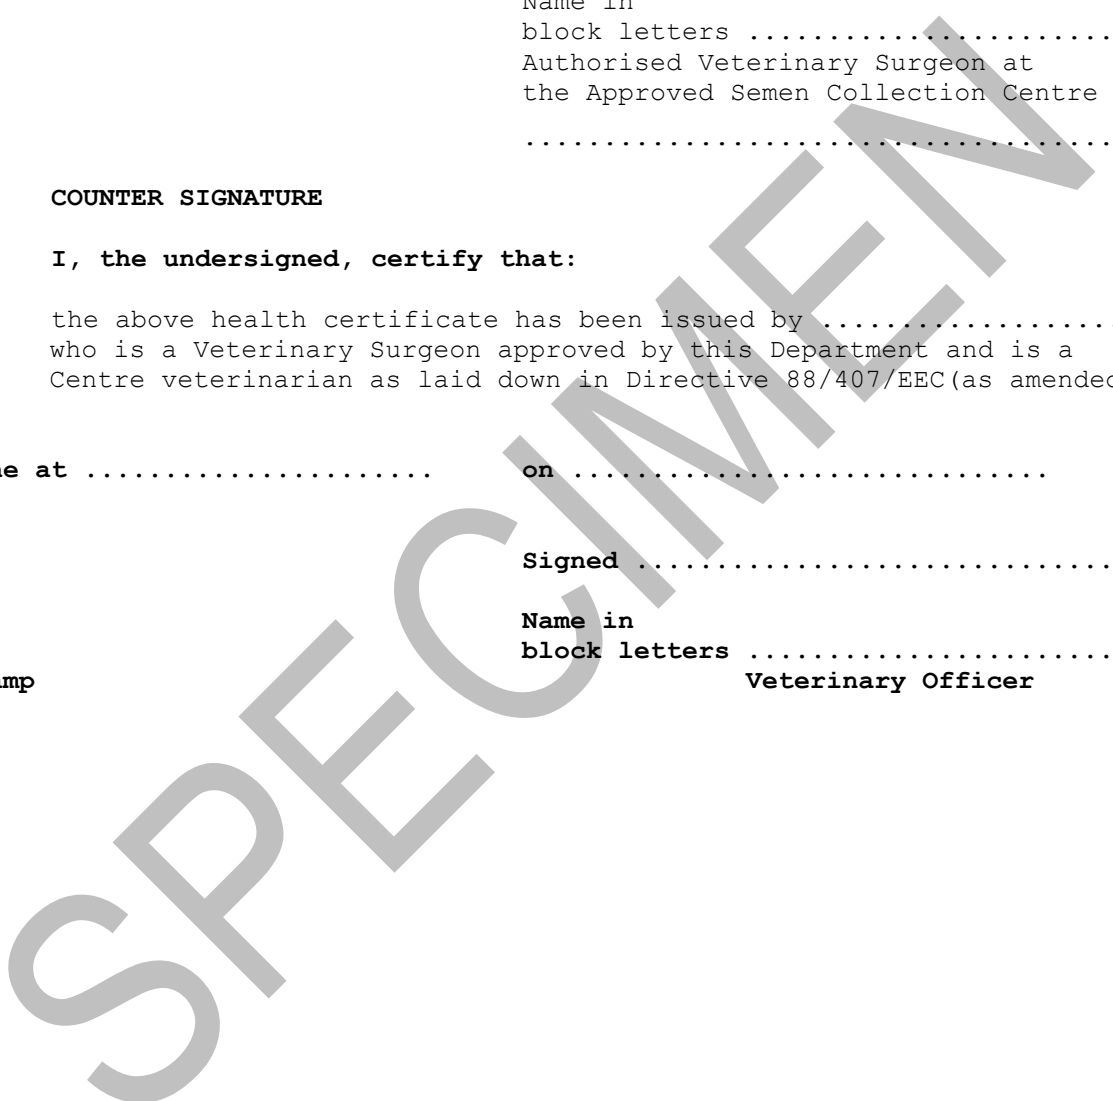 Name in
block letters .......................
Authorised Veterinary Surgeon at
the Approved Semen Collection Centre
.....................................
COUNTER SIGNATURE
I, the undersigned, certify that:
the above health certificate has been issued by ...................
who is a Veterinary Surgeon approved by this Department and is a
Centre veterinarian as laid down in Directive 88/407/EEC(as amended
at ...................... on ..............................
Signed ..............................
Name in
block letters .......................
Veterinary Officer
SPECIMEN